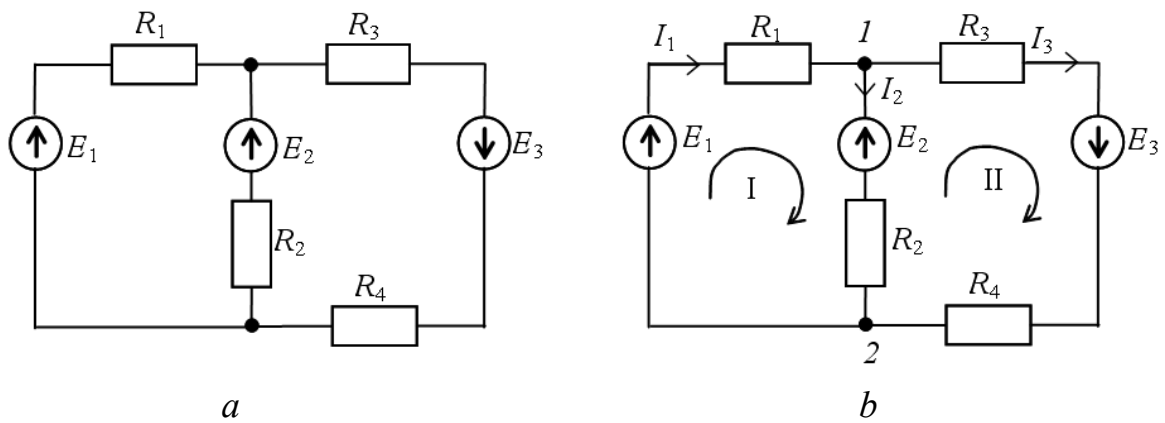 R₁
R₃
E₁
E₂
E₃
R₂
R₄
a
I₁
R₁
1
R₃
I₃
I₂
E₁
E₂
E₃
I
II
R₂
R₄
2
b